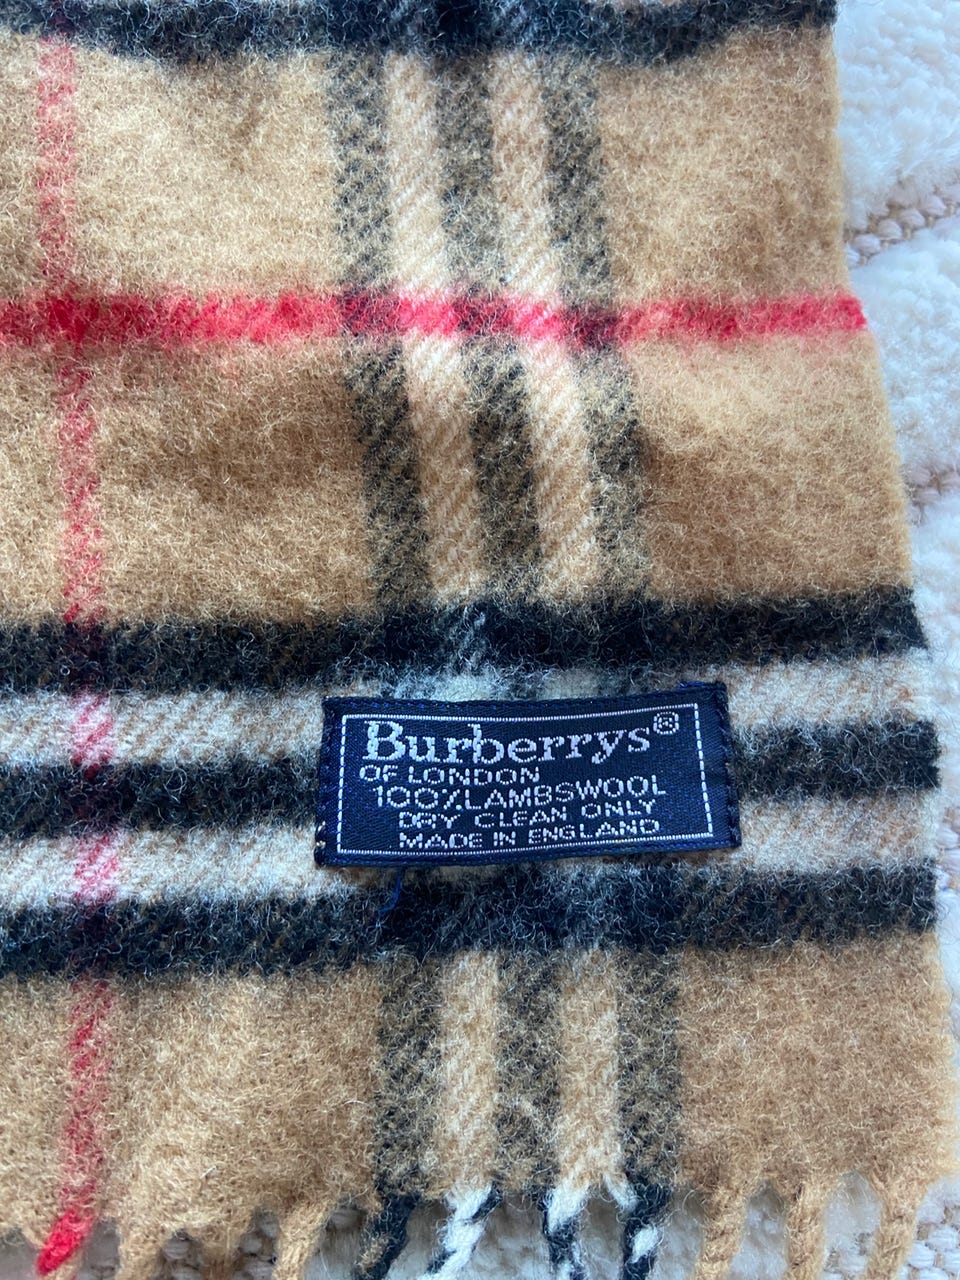 Burberrys®
OF LONDON
100% LAMBSWOOL
DRY CLEAN ONLY
MADE IN ENGLAND